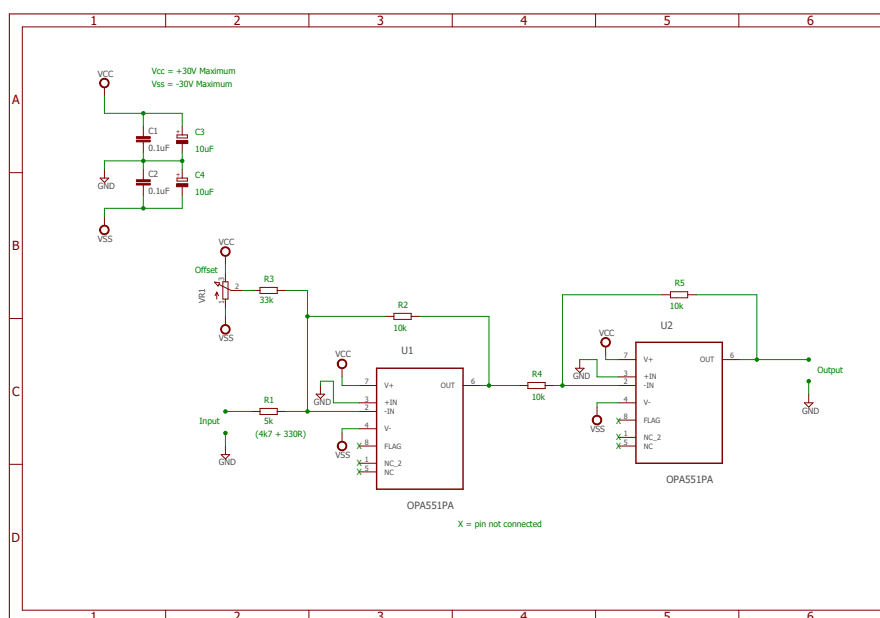 1 2 3 4 5 6
A
B
C
D
VCC
Vcc = +30V Maximum
Vss = -30V Maximum
C1
0.1uF
+
C3
10uF
GND
C2
0.1uF
+
C4
10uF
VSS
VCC
Offset
VR1
3
2
1
VSS
R3
33k
R2
10k
R5
10k
U1
VCC
GND
7 V+
3 +IN
2 -IN
4 V-
8 FLAG
1 NC_2
5 NC
OUT 6
VSS
X
X
X
OPA551PA
Input
R1
5k
(4k7 + 330R)
GND
R4
10k
U2
VCC
GND
7 V+
3 +IN
2 -IN
4 V-
8 FLAG
1 NC_2
5 NC
OUT 6
VSS
X
X
X
OPA551PA
Output
GND
X = pin not connected
1 2 3 4 5 6